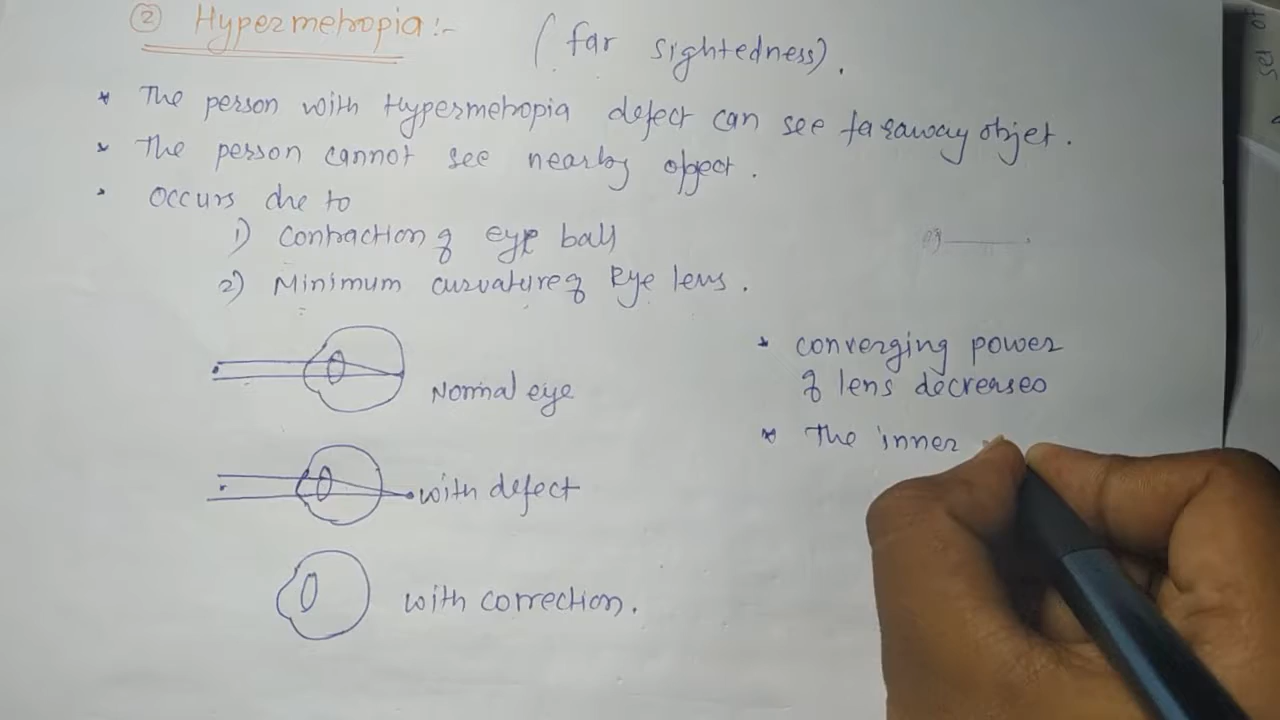 ② Hypermetropia:- (far sightedness).
* The person with Hypermetropia defect can see faraway objet.
* The person cannot see nearby object.
* occurs due to
1) contraction of eye ball
2) Minimum curvature of Eye lens.
Normal eye
with defect
with correction.
* converging power
of lens decreases
* The inner